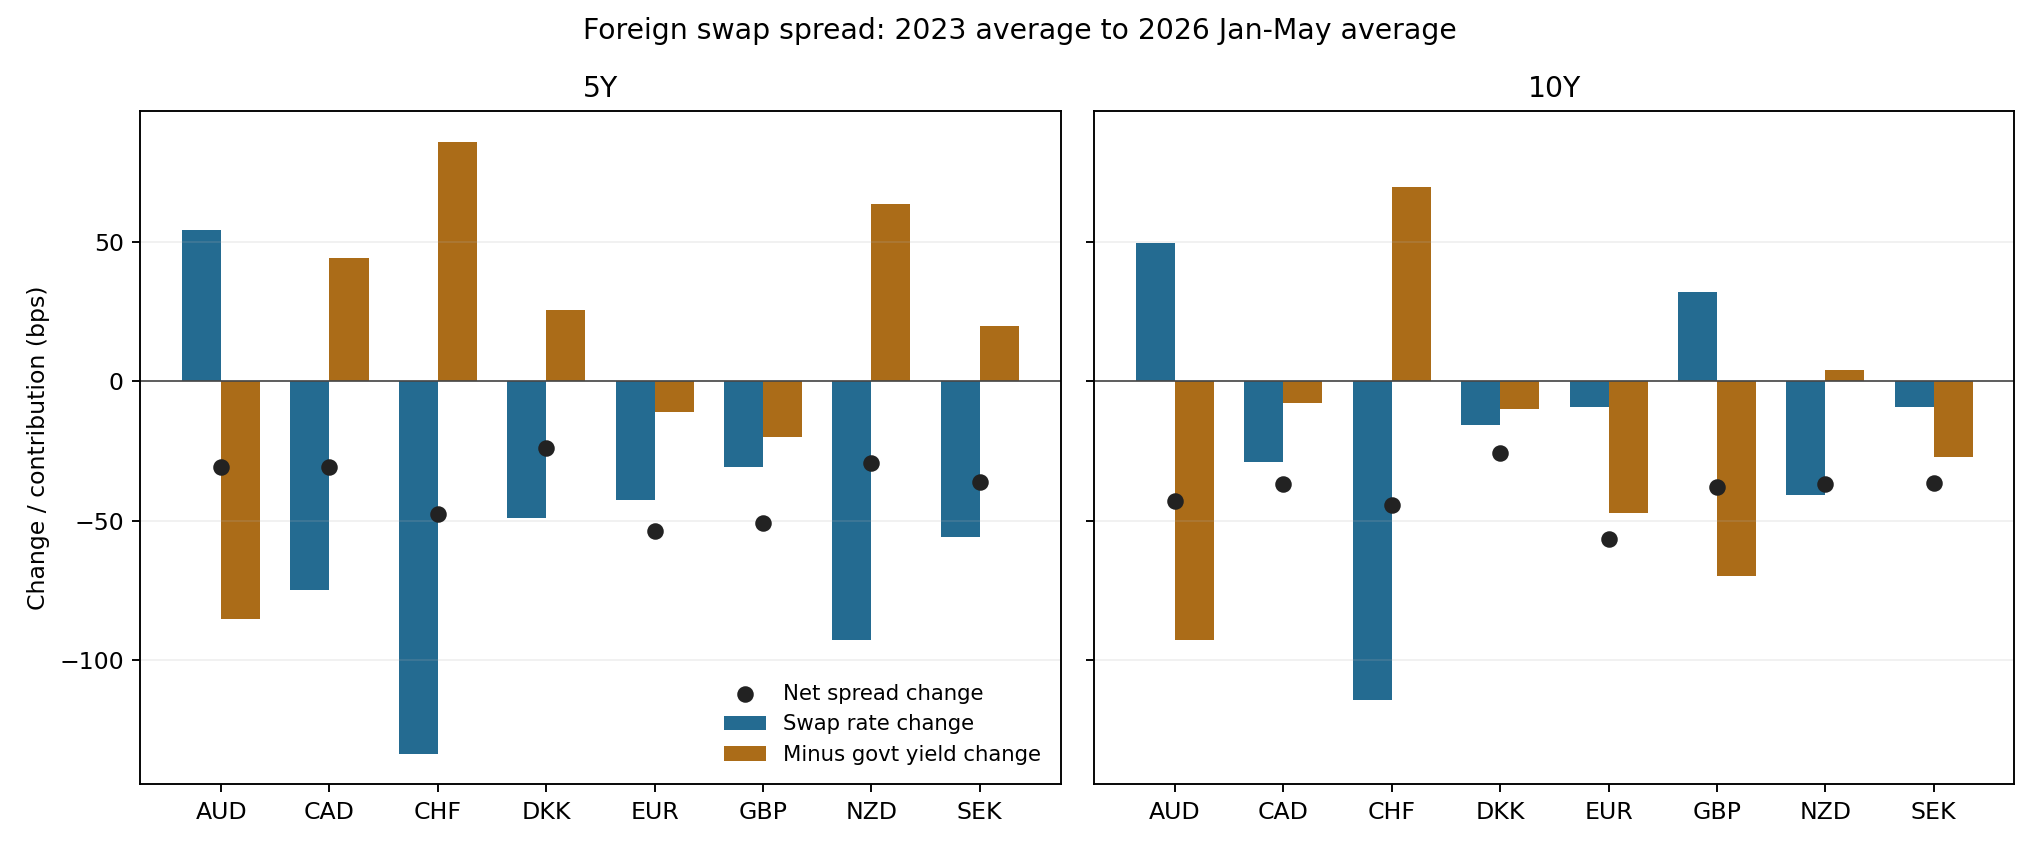 Foreign swap spread: 2023 average to 2026 Jan-May average
5Y
10Y
Change / contribution (bps)
50
0
−50
−100
Net spread change
Swap rate change
Minus govt yield change
AUD CAD CHF DKK EUR GBP NZD SEK
AUD CAD CHF DKK EUR GBP NZD SEK